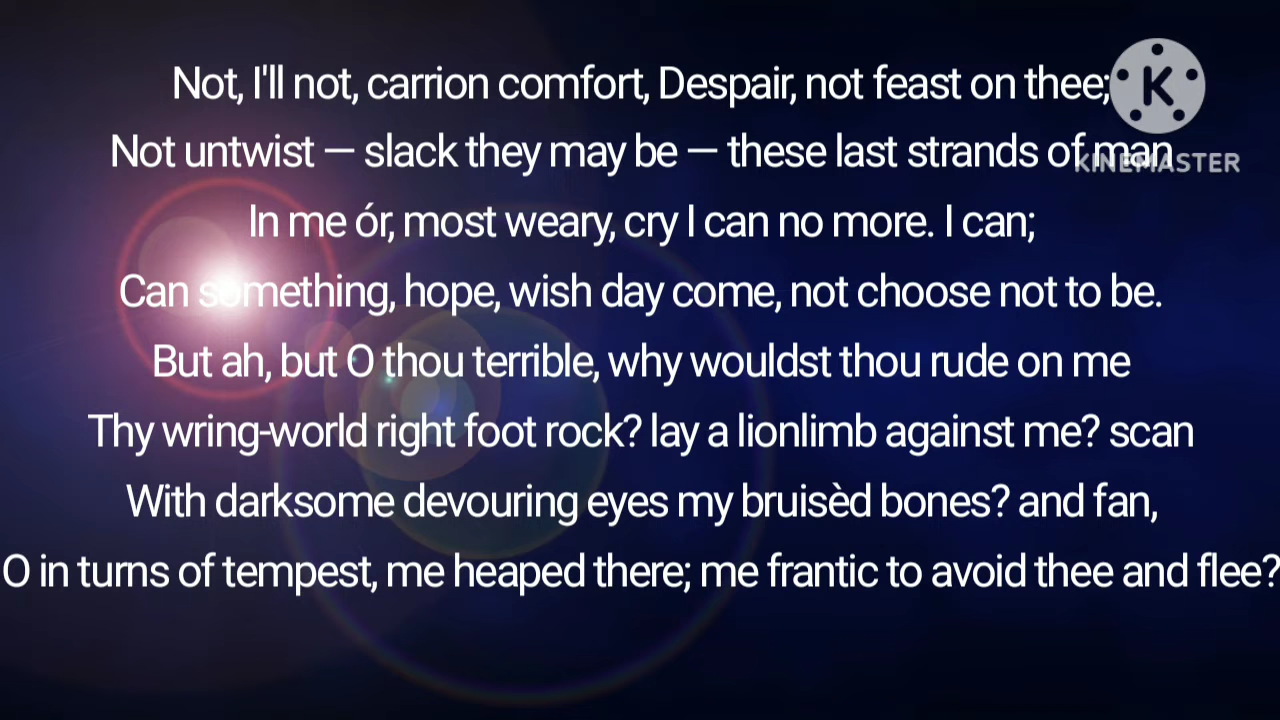 Not, I'll not, carrion comfort, Despair, not feast on thee;
Not untwist — slack they may be — these last strands of man
In me ór, most weary, cry I can no more. I can;
Can something, hope, wish day come, not choose not to be.
But ah, but O thou terrible, why wouldst thou rude on me
Thy wring-world right foot rock? lay a lionlimb against me? scan
With darksome devouring eyes my bruisèd bones? and fan,
O in turns of tempest, me heaped there; me frantic to avoid thee and flee?
K
KINEMASTER